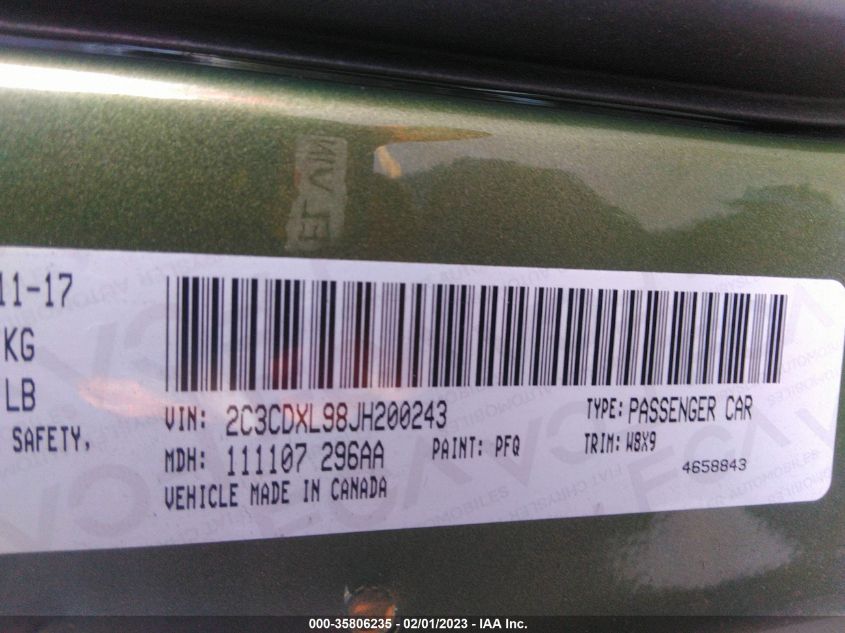 VIN
11-17
KG
LB
SAFETY,
VIN: 2C3CDXL98JH200243
TYPE: PASSENGER CAR
MDH: 111107 296AA
PAINT: PFQ
TRIM: W8X9
VEHICLE MADE IN CANADA
4658843
000-35806235 - 02/01/2023 - IAA Inc.